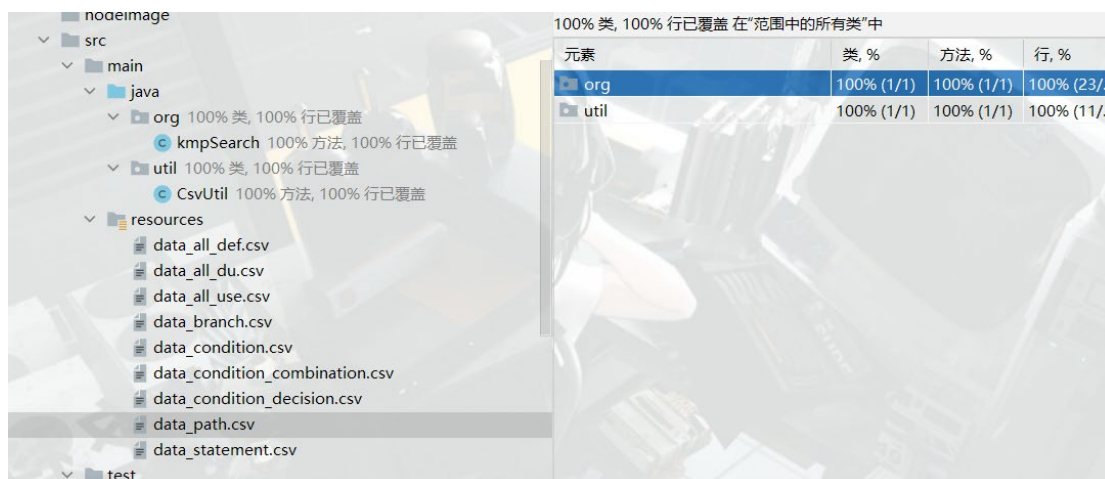 nodeimage
src
main
java
org 100% 类, 100% 行已覆盖
kmpSearch 100% 方法, 100% 行已覆盖
util 100% 类, 100% 行已覆盖
CsvUtil 100% 方法, 100% 行已覆盖
resources
data_all_def.csv
data_all_du.csv
data_all_use.csv
data_branch.csv
data_condition.csv
data_condition_combination.csv
data_condition_decision.csv
data_path.csv
data_statement.csv
test
100% 类, 100% 行已覆盖 在“范围中的所有类”中
元素 类, % 方法, % 行, %
org 100% (1/1) 100% (1/1) 100% (23/.
util 100% (1/1) 100% (1/1) 100% (11/.